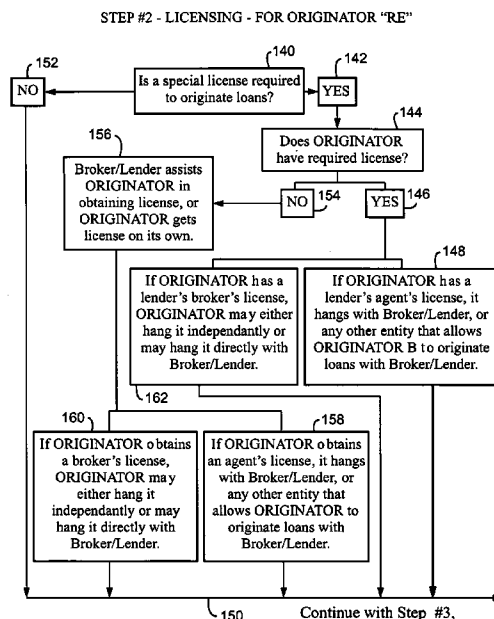 STEP #2 - LICENSING - FOR ORIGINATOR "RE"
152
140
142
NO
Is a special license required
to originate loans?
YES
144
Does ORIGINATOR
have required license?
156
Broker/Lender assists
ORIGINATOR in
obtaining license, or
ORIGINATOR gets
license on its own.
NO
154
YES
146
148
If ORIGINATOR has a
lender's broker's license,
ORIGINATOR may either
hang it independantly or
may hang it directly with
Broker/Lender.
162
If ORIGINATOR has a
lender's agent's license, it
hangs with Broker/Lender, or
any other entity that allows
ORIGINATOR B to originate
loans with Broker/Lender.
160
If ORIGINATOR obtains
a broker's license,
ORIGINATOR may
either hang it
independently or may
hang it directly with
Broker/Lender.
158
If ORIGINATOR obtains
an agent's license, it hangs
with Broker/Lender, or
any other entity that
allows ORIGINATOR to
originate loans with
Broker/Lender.
150
Continue with Step #3,